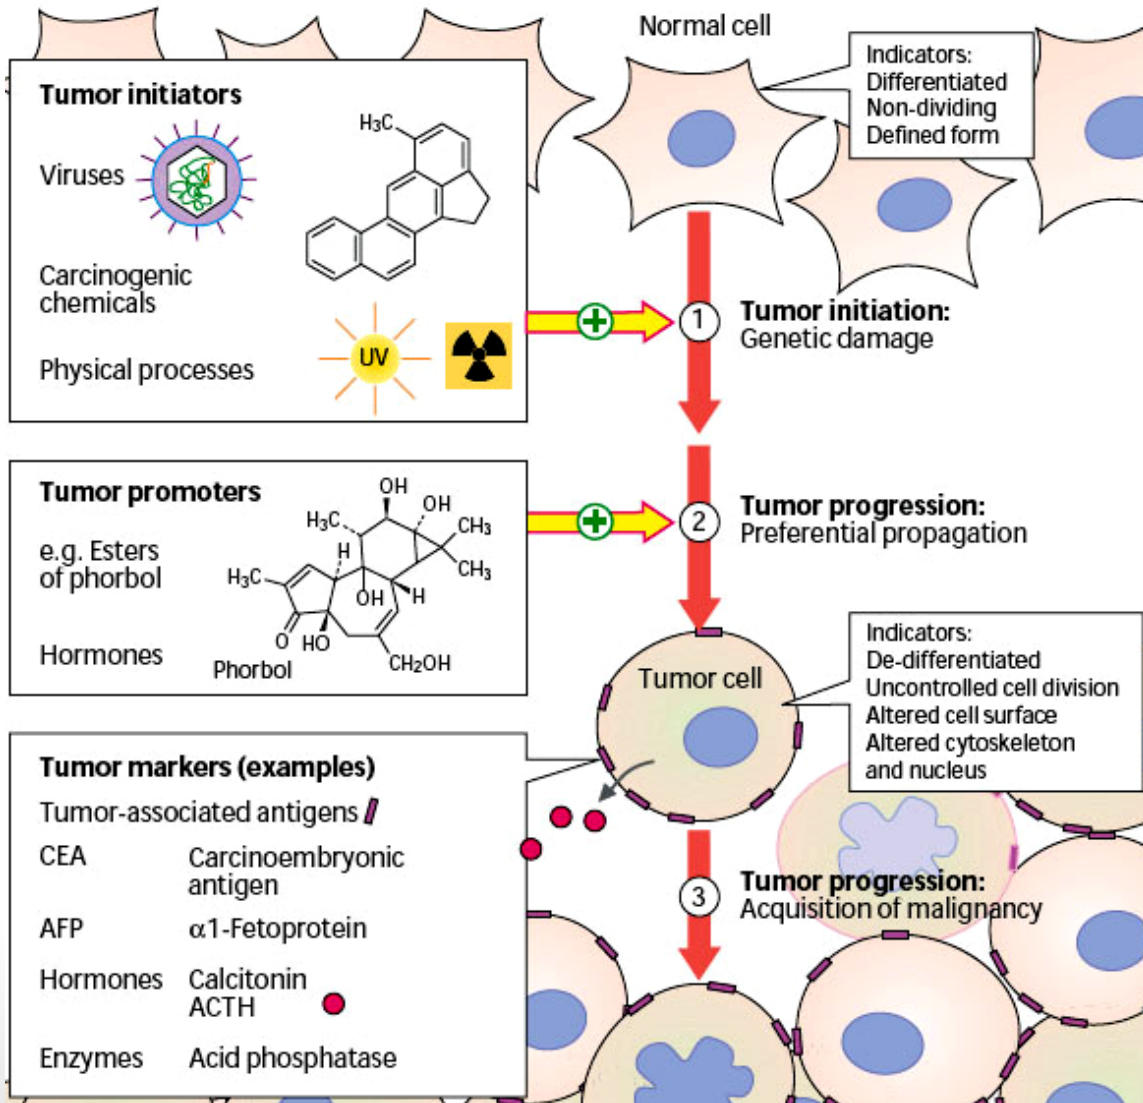 Normal cell
Indicators:
Differentiated
Non-dividing
Defined form
Tumor initiators
Viruses
H₃C
Carcinogenic
chemicals
Physical processes
UV
1
Tumor initiation:
Genetic damage
Tumor promoters
e.g. Esters
of phorbol
Hormones
OH
OH
H₃C
CH₃
H
CH₃
H₃C
OH
H
O
HO
CH₂OH
Phorbol
2
Tumor progression:
Preferential propagation
Tumor cell
Indicators:
De-differentiated
Uncontrolled cell division
Altered cell surface
Altered cytoskeleton
and nucleus
Tumor markers (examples)
Tumor-associated antigens
CEA Carcinoembryonic
antigen
AFP α1-Fetoprotein
Hormones Calcitonin
ACTH
Enzymes Acid phosphatase
3
Tumor progression:
Acquisition of malignancy